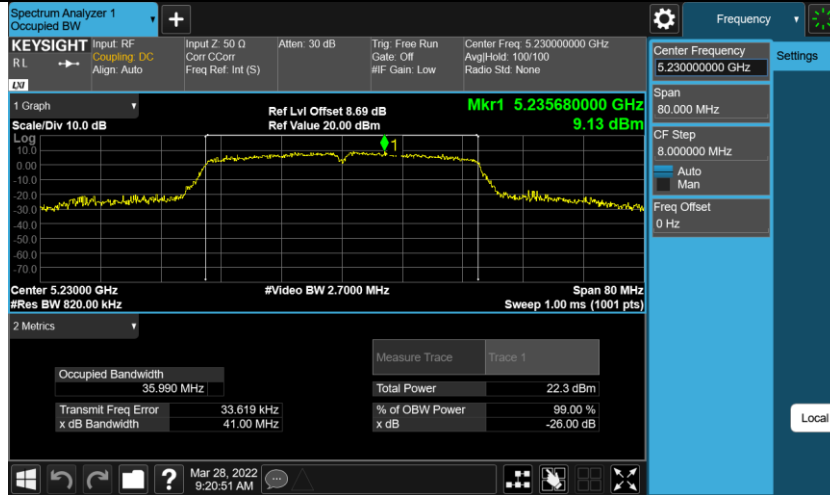 Spectrum Analyzer 1
Occupied BW
Frequency
KEYSIGHT
RL
LXI
Input: RF
Coupling: DC
Align: Auto
Input Z: 50 Ω
Corr CCorr
Freq Ref: Int (S)
Atten: 30 dB
Trig: Free Run
Gate: Off
#IF Gain: Low
Center Freq: 5.230000000 GHz
Avg|Hold: 100/100
Radio Std: None
Center Frequency
5.230000000 GHz
Settings
Span
80.000 MHz
CF Step
8.000000 MHz
Auto
Man
Freq Offset
0 Hz
Local
1 Graph
Scale/Div 10.0 dB
Ref Lvl Offset 8.69 dB
Ref Value 20.00 dBm
Mkr1 5.235680000 GHz
9.13 dBm
Log
10.0
0.00
-10.0
-20.0
-30.0
-40.0
-50.0
-60.0
-70.0
1
Center 5.23000 GHz
#Res BW 820.00 kHz
#Video BW 2.7000 MHz
Span 80 MHz
Sweep 1.00 ms (1001 pts)
2 Metrics
Measure Trace Trace 1
Occupied Bandwidth
35.990 MHz
Total Power 22.3 dBm
Transmit Freq Error 33.619 kHz
% of OBW Power 99.00 %
x dB Bandwidth 41.00 MHz
x dB -26.00 dB
?
Mar 28, 2022
9:20:51 AM